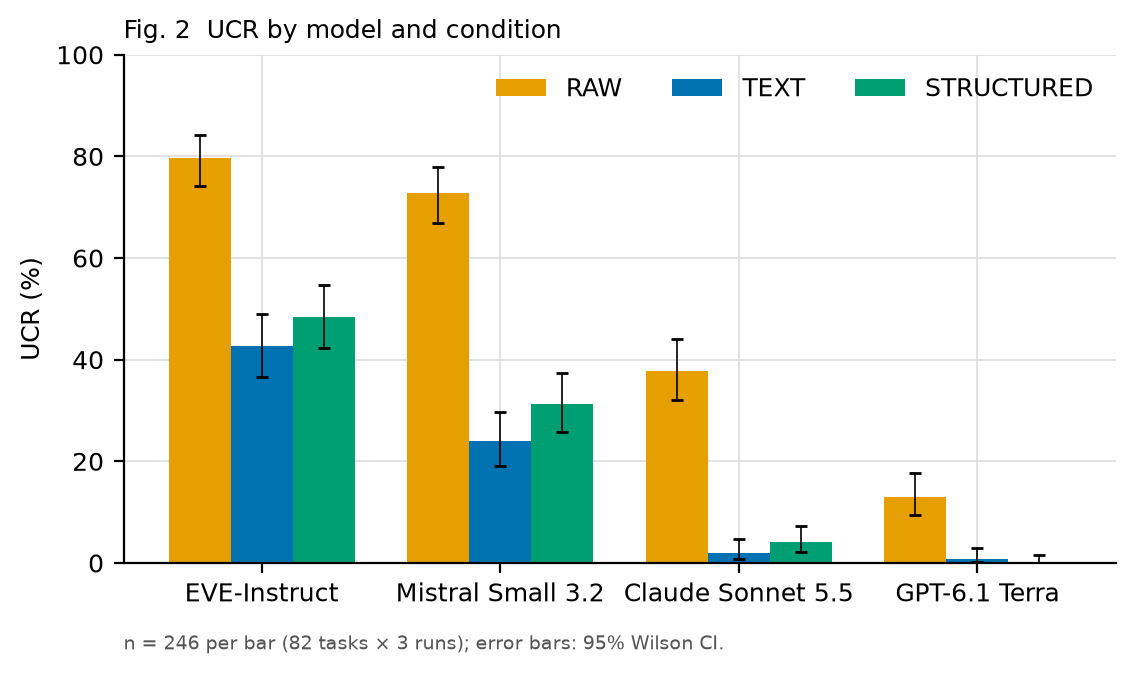 Fig. 2  UCR by model and condition
RAW TEXT STRUCTURED
UCR (%)
100
80
60
40
20
0
EVE-Instruct Mistral Small 3.2 Claude Sonnet 5.5 GPT-6.1 Terra
n = 246 per bar (82 tasks × 3 runs); error bars: 95% Wilson CI.